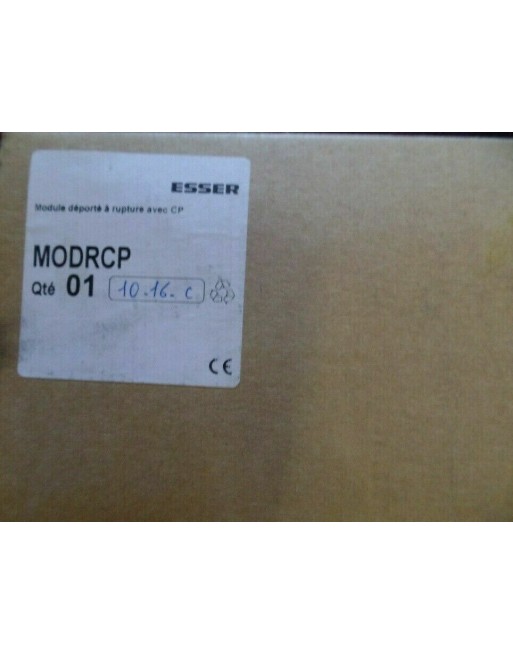 ESSER
Module déporté à rupture avec CP
MODRCP
Qté 01 10.16. C
CE